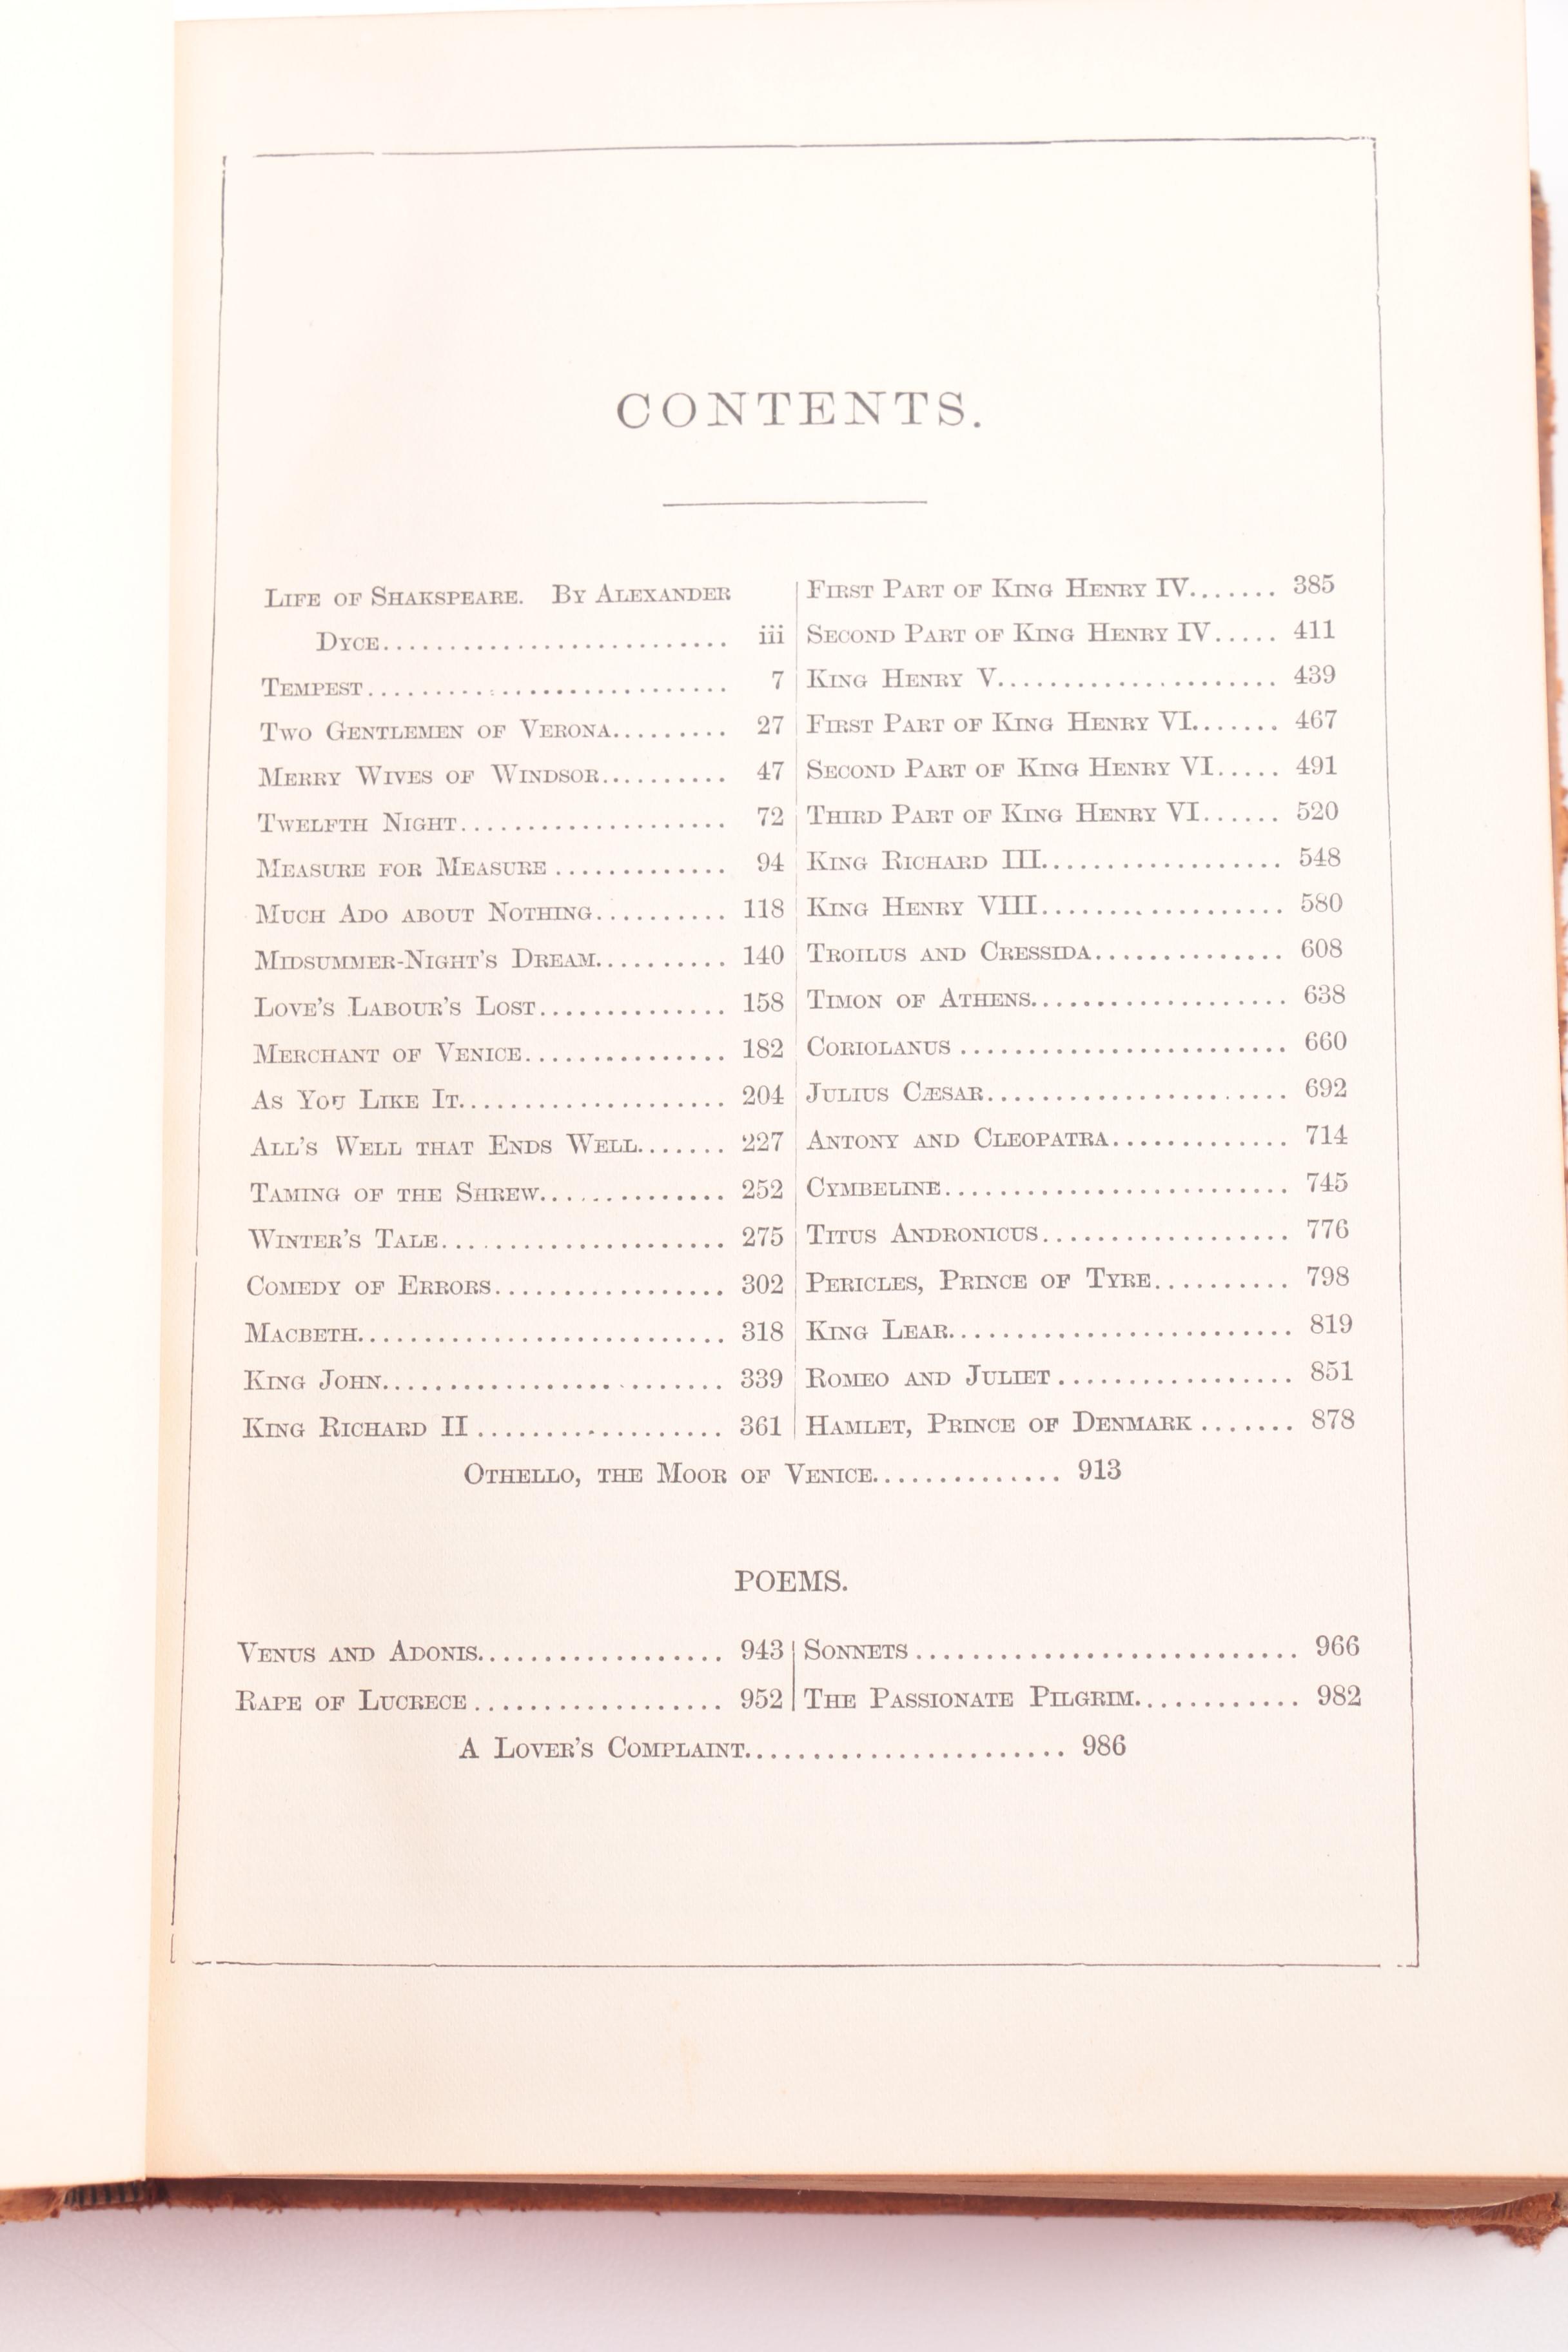 CONTENTS.
LIFE OF SHAKSPEARE. BY ALEXANDER
DYCE.......................... iii
TEMPEST........................... 7
TWO GENTLEMEN OF VERONA......... 27
MERRY WIVES OF WINDSOR.......... 47
TWELFTH NIGHT.................... 72
MEASURE FOR MEASURE ............. 94
MUCH ADO ABOUT NOTHING.......... 118
MIDSUMMER-NIGHT'S DREAM.......... 140
LOVE'S LABOUR'S LOST.............. 158
MERCHANT OF VENICE............... 182
AS YOU LIKE IT.................... 204
ALL'S WELL THAT ENDS WELL....... 227
TAMING OF THE SHREW.............. 252
WINTER'S TALE..................... 275
COMEDY OF ERRORS................. 302
MACBETH............................ 318
KING JOHN.......................... 339
KING RICHARD II ................... 361
FIRST PART OF KING HENRY IV....... 385
SECOND PART OF KING HENRY IV..... 411
KING HENRY V..................... 439
FIRST PART OF KING HENRY VI....... 467
SECOND PART OF KING HENRY VI..... 491
THIRD PART OF KING HENRY VI...... 520
KING RICHARD III.................. 548
KING HENRY VIII................... 580
TROILUS AND CRESSIDA.............. 608
TIMON OF ATHENS................... 638
CORIOLANUS ........................ 660
JULIUS CÆSAR...................... 692
ANTONY AND CLEOPATRA............. 714
CYMBELINE.......................... 745
TITUS ANDRONICUS................... 776
PERICLES, PRINCE OF TYRE.......... 798
KING LEAR.......................... 819
ROMEO AND JULIET .................. 851
HAMLET, PRINCE OF DENMARK ....... 878
OTHELLO, THE MOOR OF VENICE.............. 913
POEMS.
VENUS AND ADONIS.................. 943
RAPE OF LUCRECE ................... 952
SONNETS ............................ 966
THE PASSIONATE PILGRIM............ 982
A LOVER'S COMPLAINT........................ 986